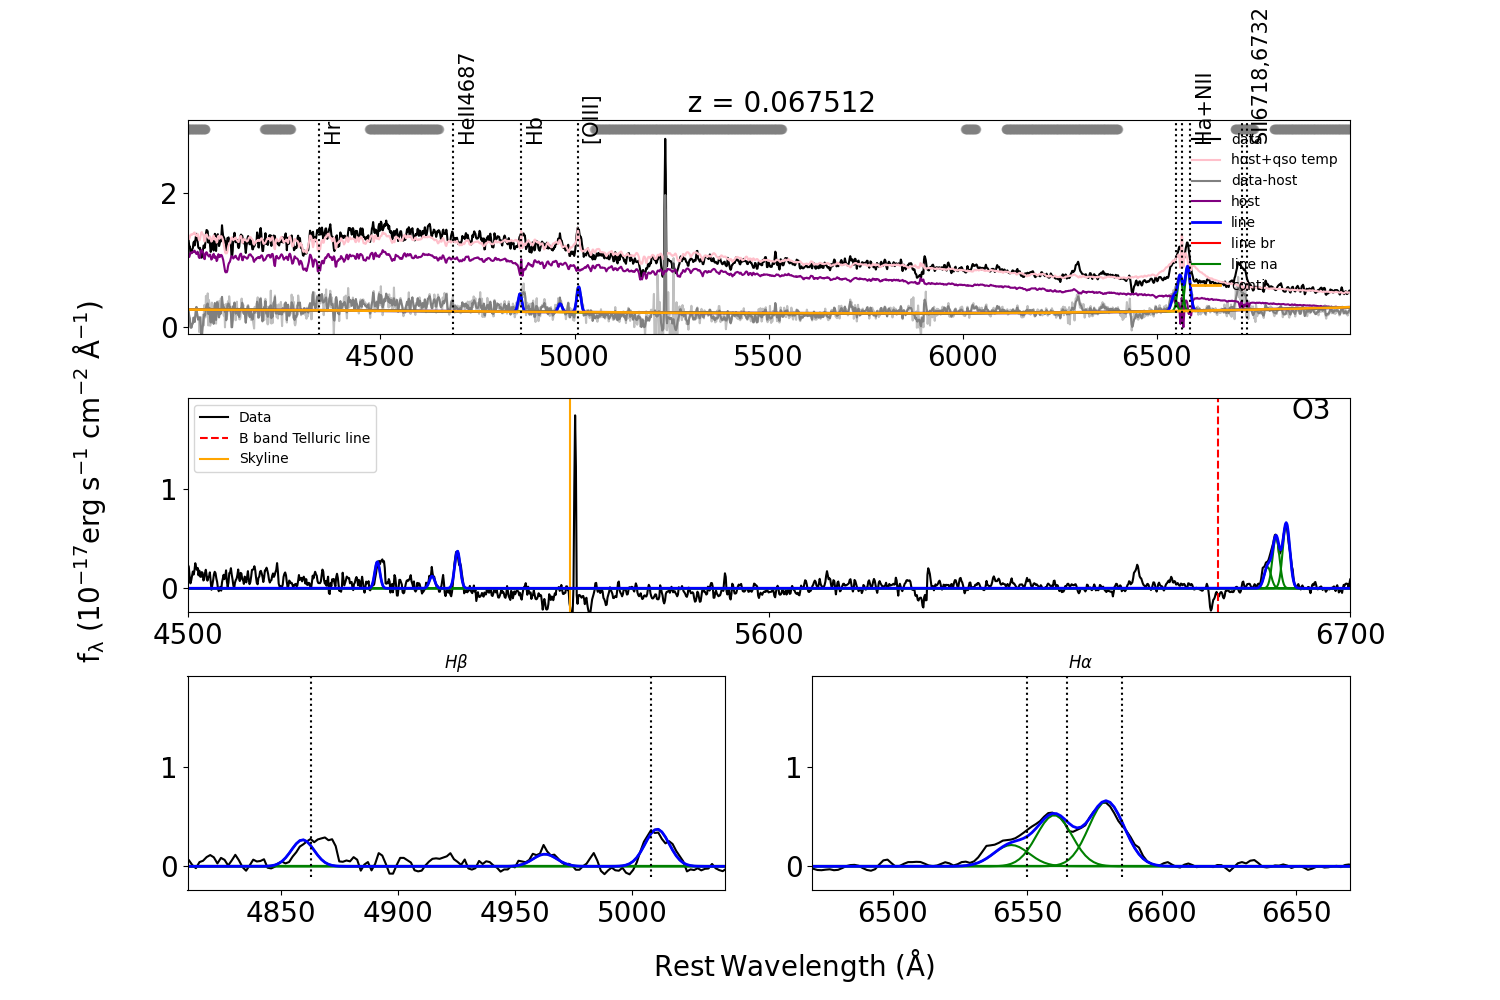 z = 0.067512
Hr
HeII4687
Hb
[OIII]
Ha+NII
SII6718,6732
data
host+qso temp
data-host
host
line
line br
line na
conti
0
2
4500
5000
5500
6000
6500
O3
Data
B band Telluric line
Skyline
0
1
4500
5600
6700
fλ (10−17erg s−1 cm−2 Å−1)
Hβ
0
1
4850
4900
4950
5000
Hα
0
1
6500
6550
6600
6650
Rest Wavelength (Å)